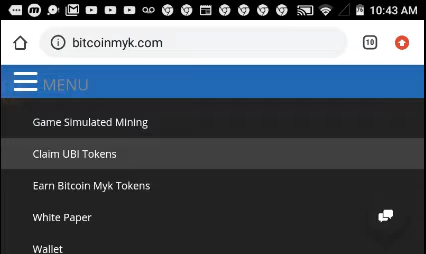 10:43 AM
bitcoinmyk.com
10
MENU
Game Simulated Mining
Claim UBI Tokens
Earn Bitcoin Myk Tokens
White Paper
Wallet